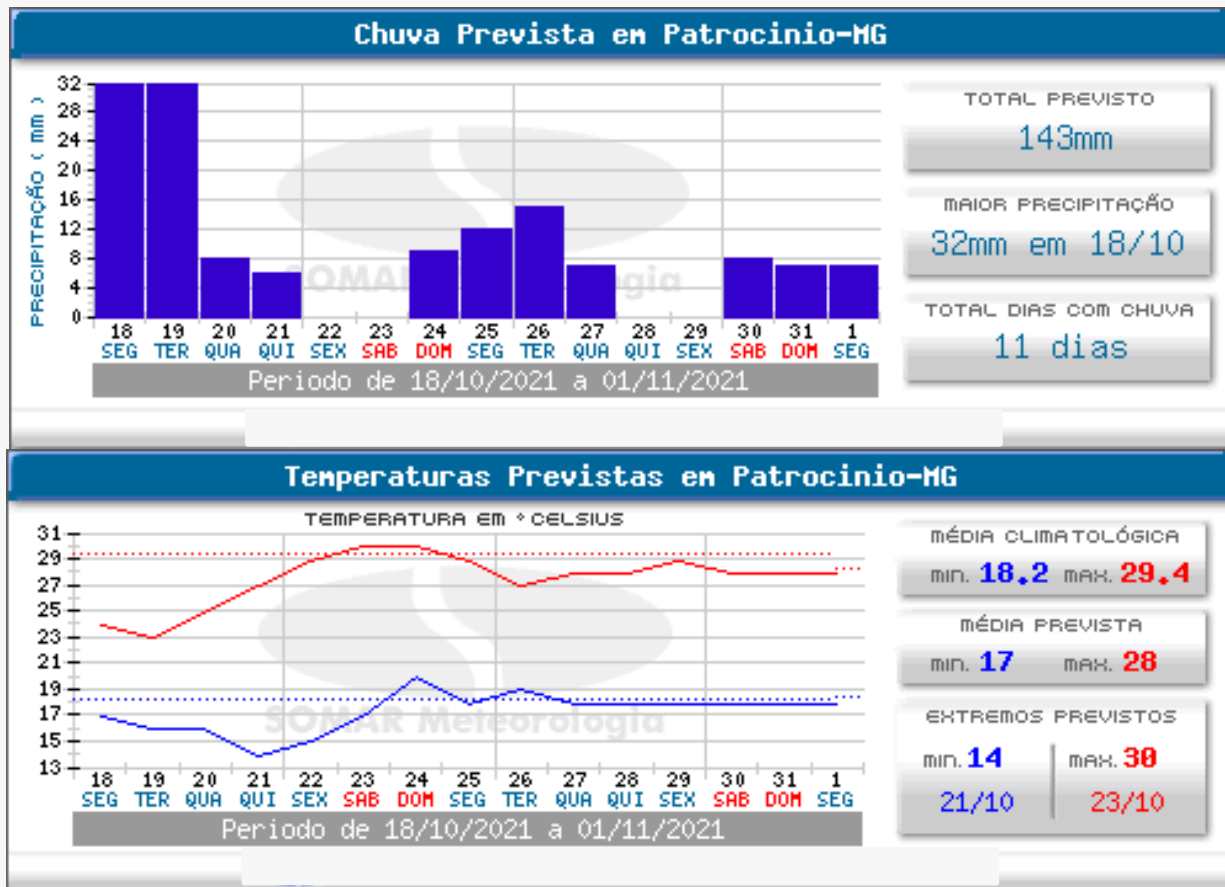 Chuva Prevista em Patrocinio-MG
PRECIPITAÇÃO ( mm )
32
28
24
20
16
12
8
4
0
18 19 20 21 22 23 24 25 26 27 28 29 30 31 1
SEG TER QUA QUI SEX SAB DOM SEG TER QUA QUI SEX SAB DOM SEG
Periodo de 18/10/2021 a 01/11/2021
TOTAL PREVISTO
143mm
MAIOR PRECIPITAÇÃO
32mm em 18/10
TOTAL DIAS COM CHUVA
11 dias
Temperaturas Previstas em Patrocinio-MG
TEMPERATURA EM °CELSIUS
31
29
27
25
23
21
19
17
15
13
SOMAR Meteorologia
18 19 20 21 22 23 24 25 26 27 28 29 30 31 1
SEG TER QUA QUI SEX SAB DOM SEG TER QUA QUI SEX SAB DOM SEG
Periodo de 18/10/2021 a 01/11/2021
MÉDIA CLIMATOLÓGICA
min. 18.2 max. 29.4
MÉDIA PREVISTA
min. 17 max. 28
EXTREMOS PREVISTOS
min. 14 max. 30
21/10 23/10